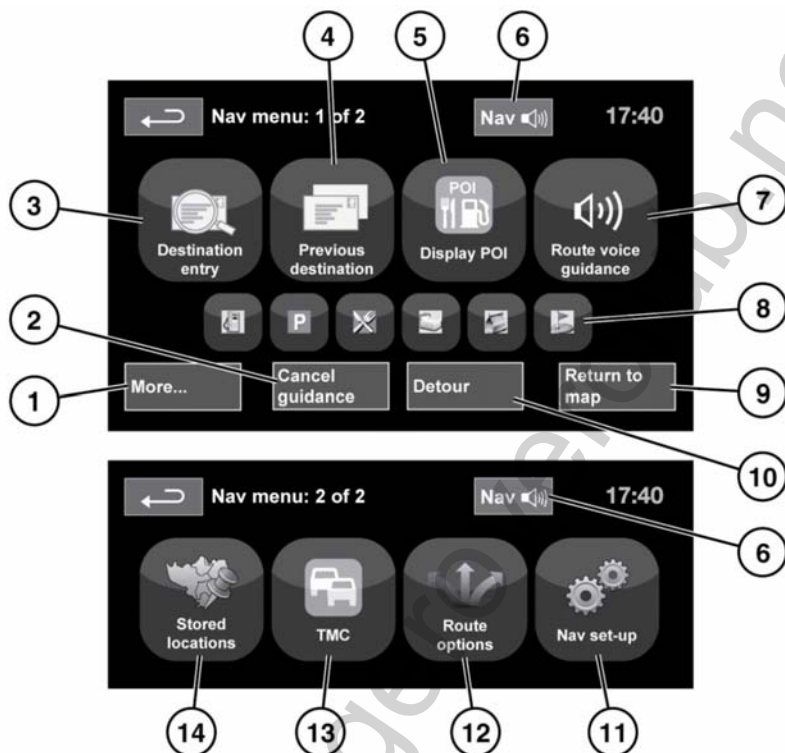 4
5
6
Nav menu: 1 of 2
Nav
17:40
3
POI
7
Destination
entry
Previous
destination
Display POI
Route voice
guidance
2
P
8
1
More...
Cancel
guidance
Detour
Return to
map
9
10
Nav menu: 2 of 2
Nav
17:40
6
Stored
locations
TMC
Route
options
Nav set-up
14
13
12
11